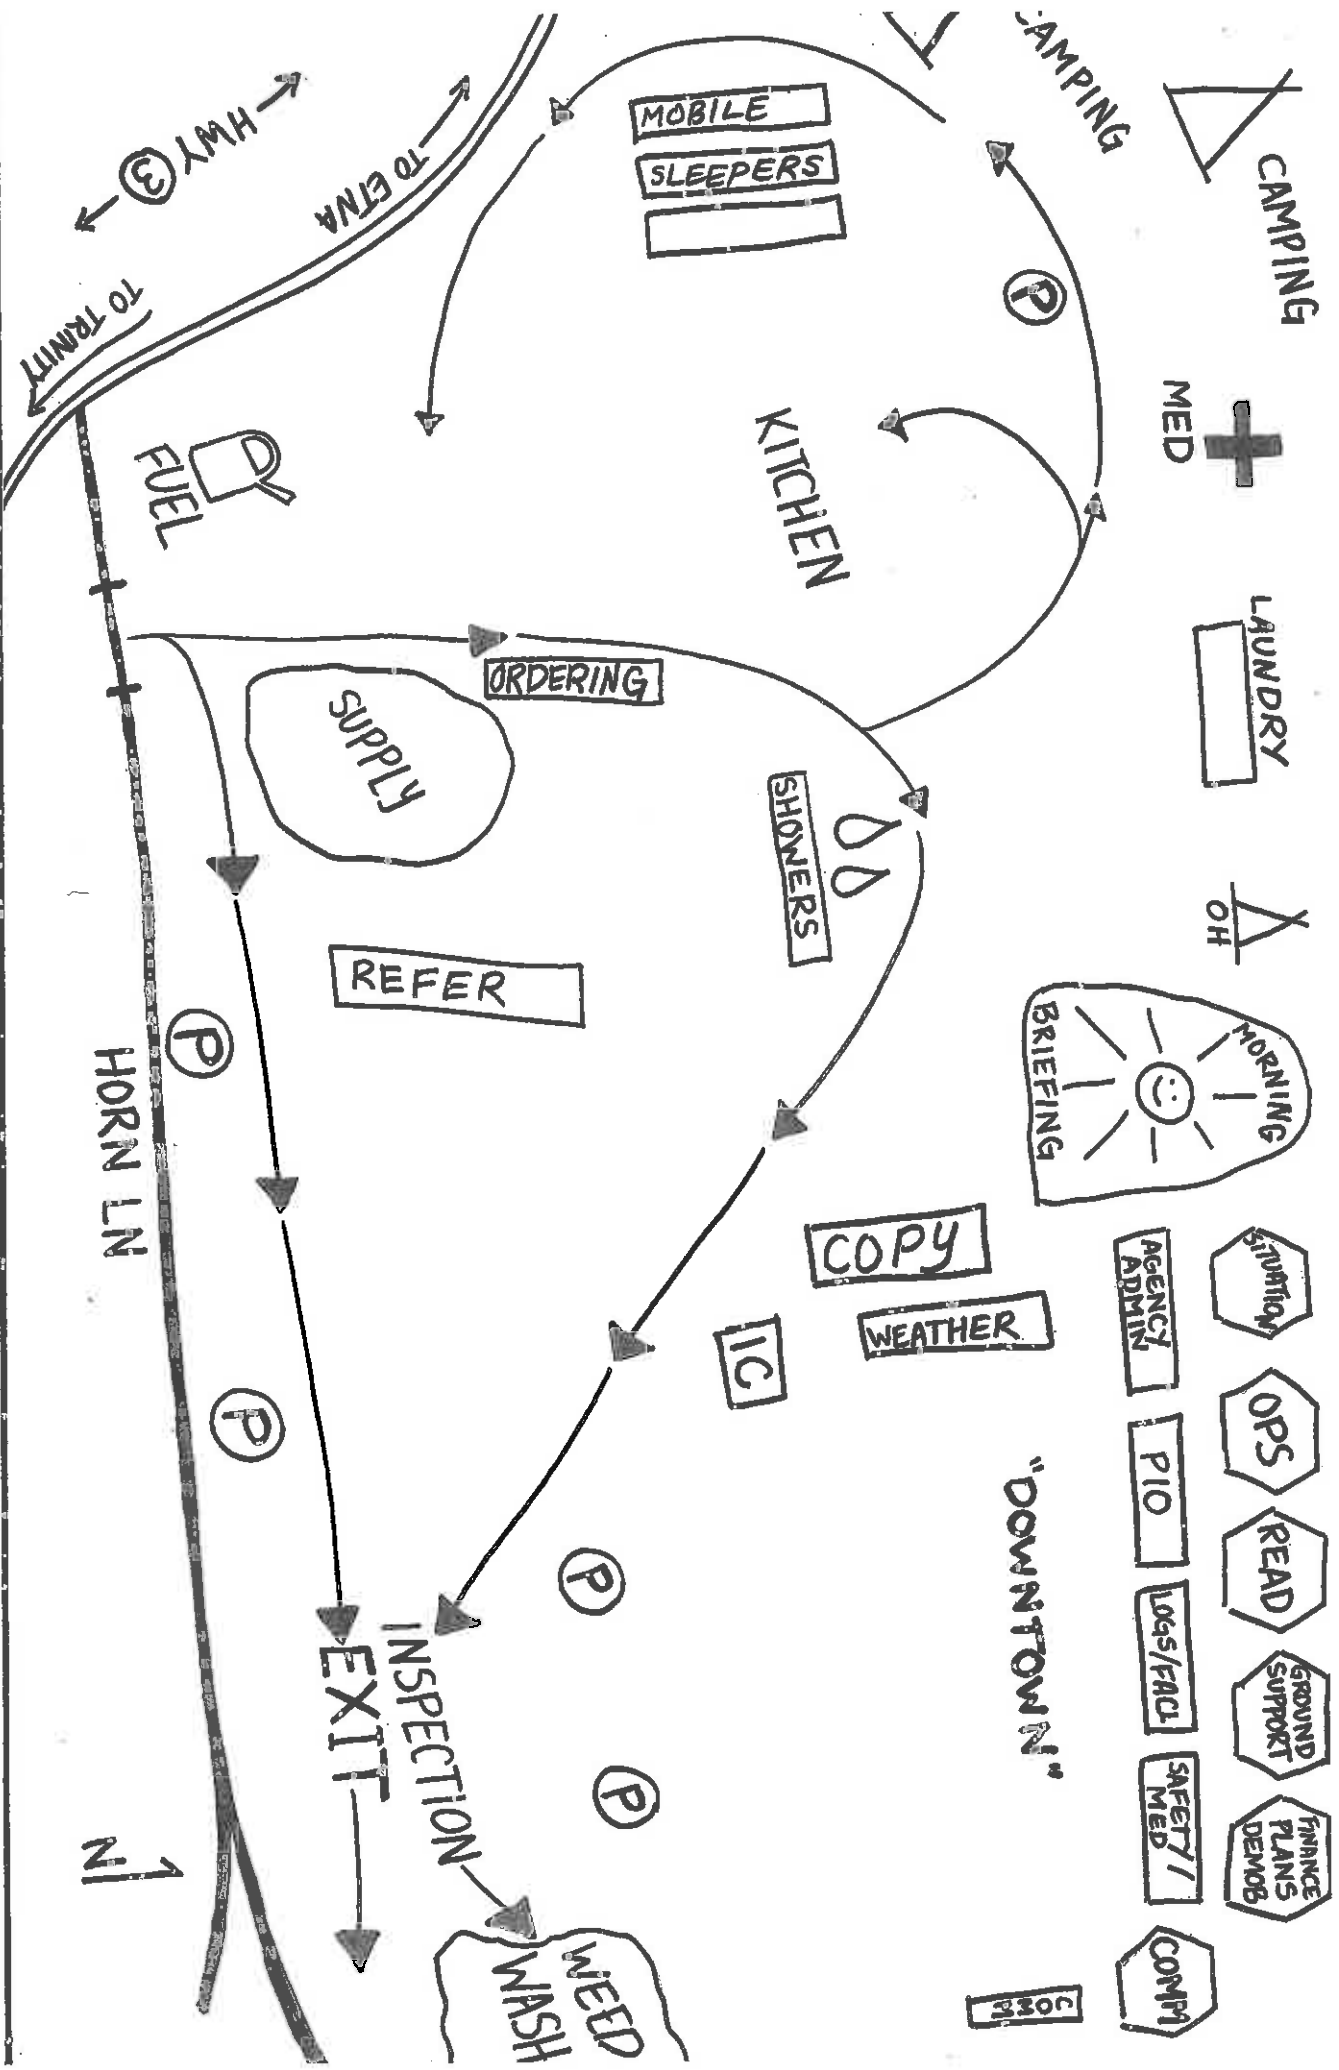 CAMPING
CAMPING
MED
LAUNDRY
OH
MORNING
BRIEFING
SITUATION
OPS
READ
GROUND
SUPPORT
FINANCE
PLANS
DEMOB
COMM
AGENCY
ADMIN
PIO
LOGS/FACL
SAFETY/
MED
COMM
"DOWNTOWN"
MOBILE
SLEEPERS
P
KITCHEN
SHOWERS
COPY
WEATHER
IC
P
P
ORDERING
SUPPLY
REFER
INSPECTION
EXIT
WEED
WASH
HWY 3
TO ETNA
TO TRINITY
FUEL
P
P
HORN LN
N